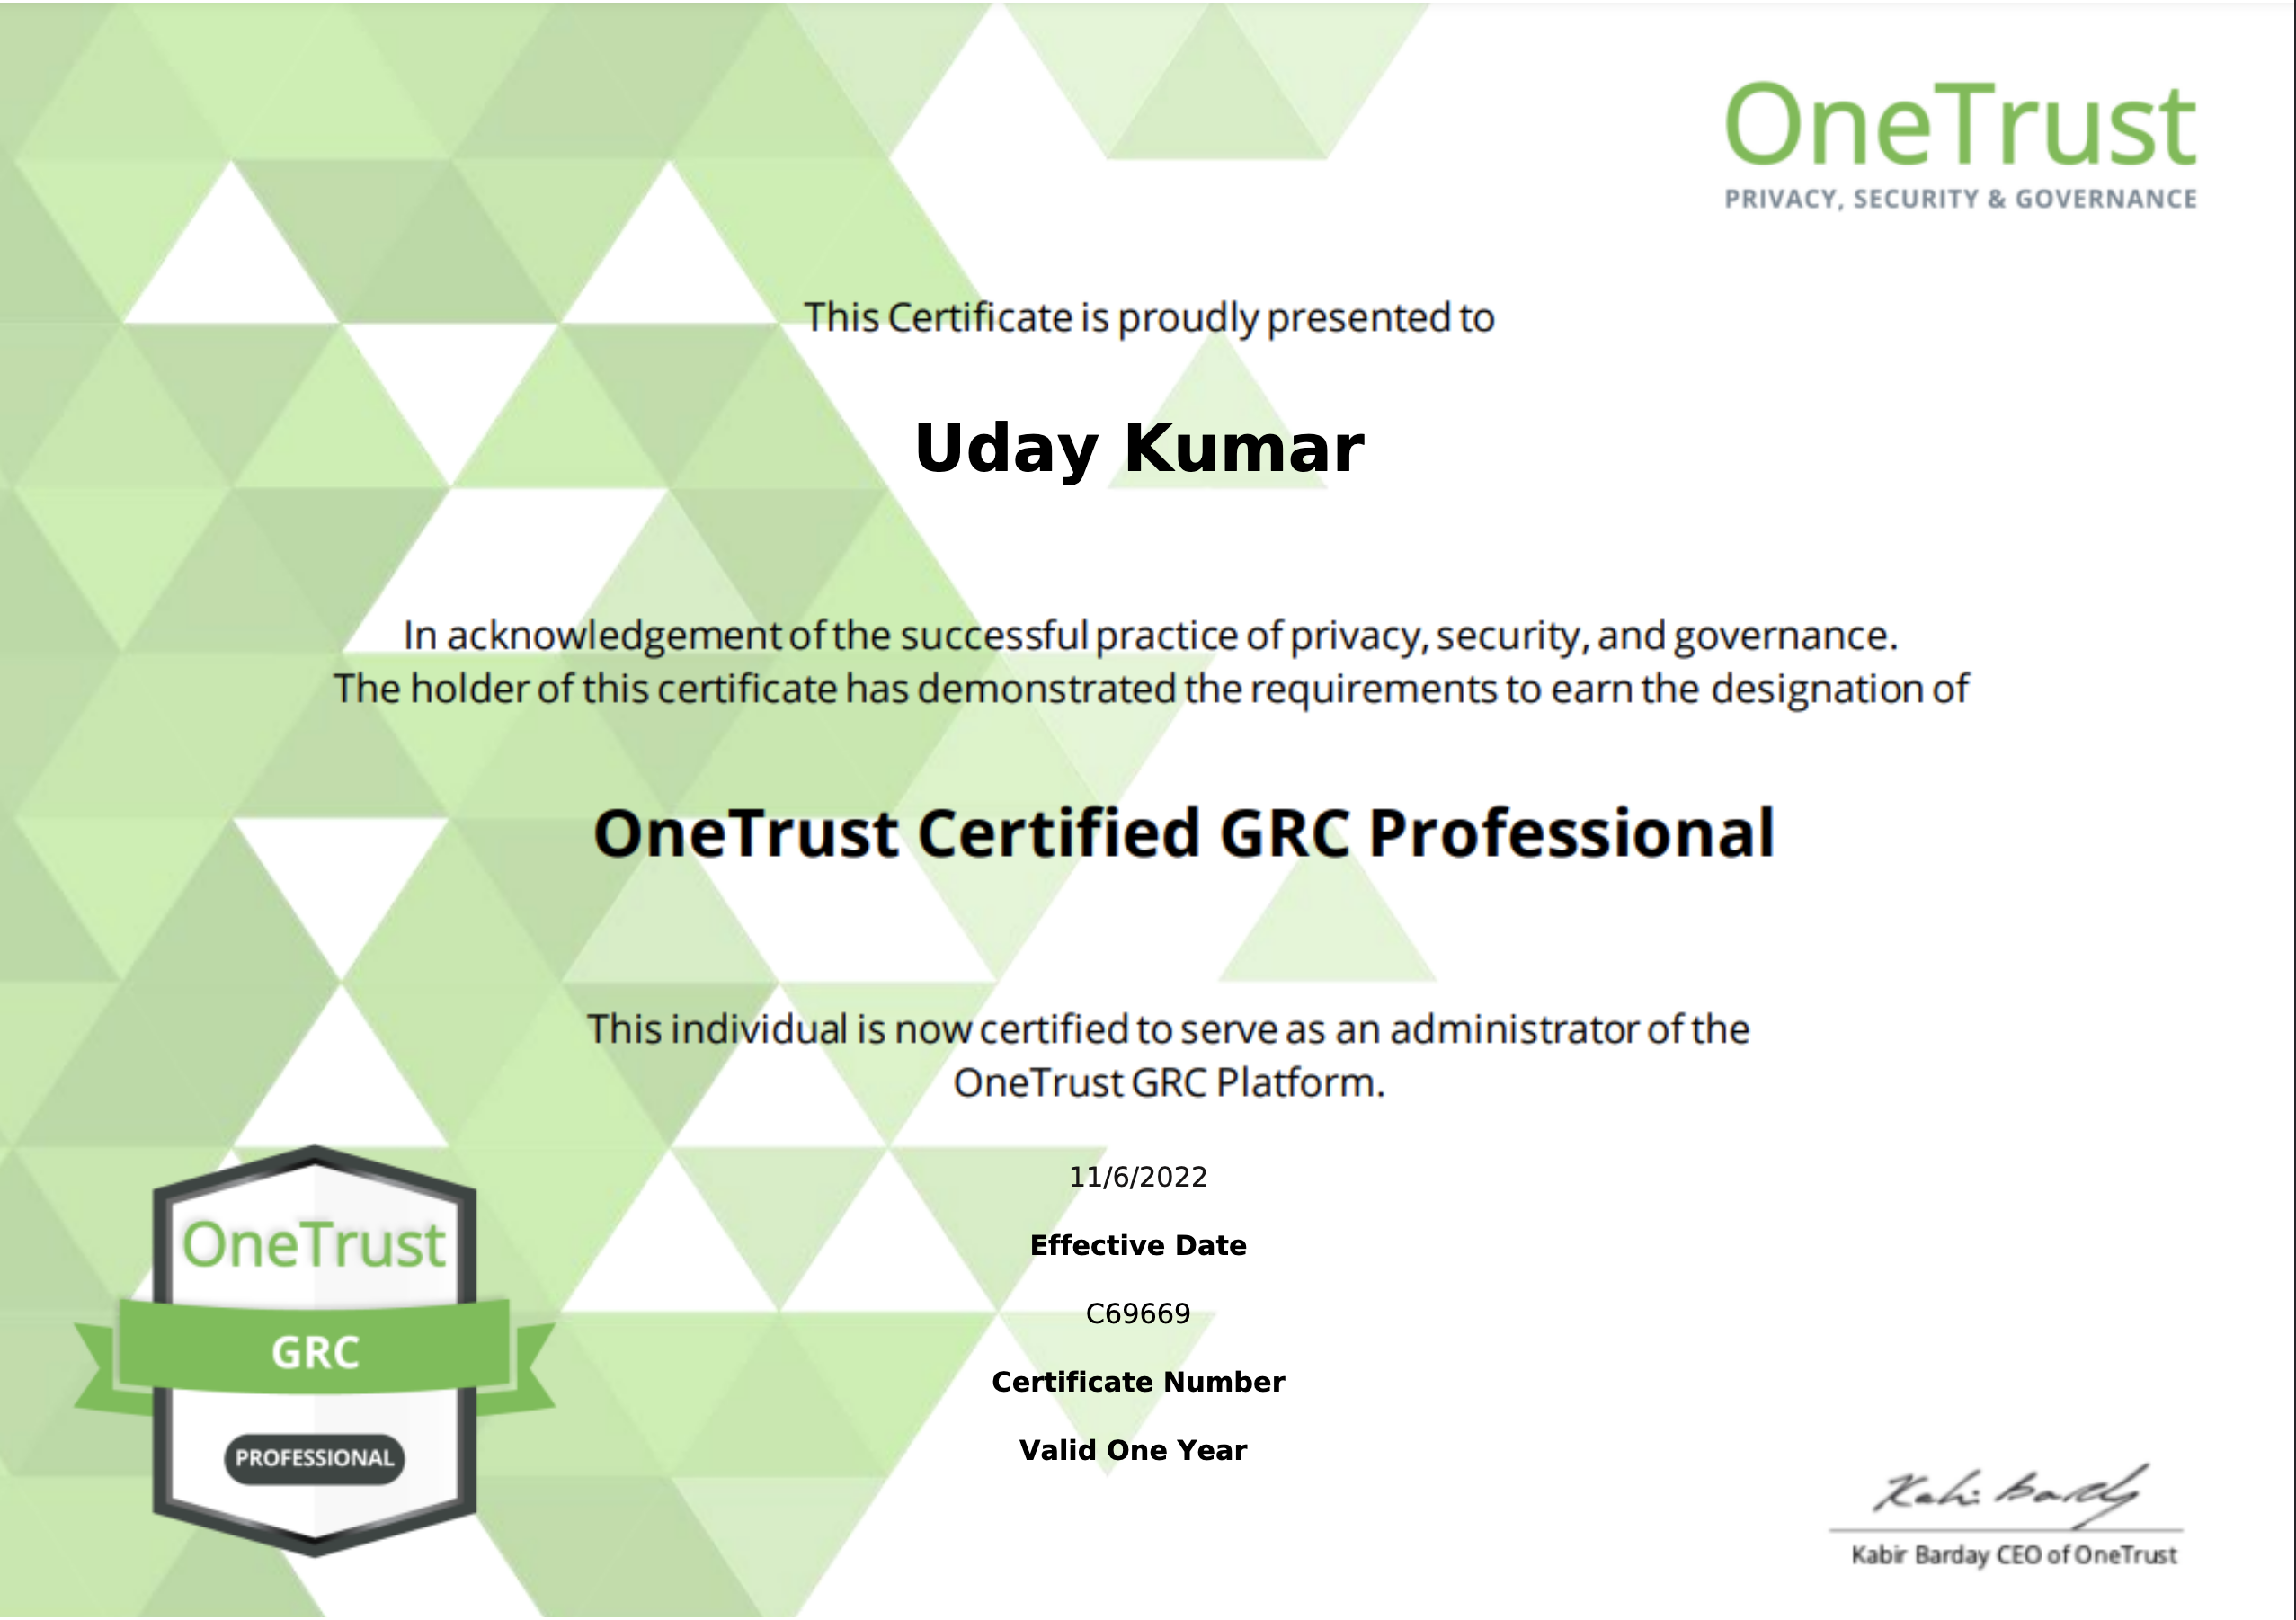 OneTrust
PRIVACY, SECURITY & GOVERNANCE
This Certificate is proudly presented to
Uday Kumar
In acknowledgement of the successful practice of privacy, security, and governance.
The holder of this certificate has demonstrated the requirements to earn the designation of
OneTrust Certified GRC Professional
This individual is now certified to serve as an administrator of the
OneTrust GRC Platform.
11/6/2022
Effective Date
C69669
Certificate Number
Valid One Year
OneTrust
GRC
PROFESSIONAL
Kabir Barday
Kabir Barday CEO of OneTrust